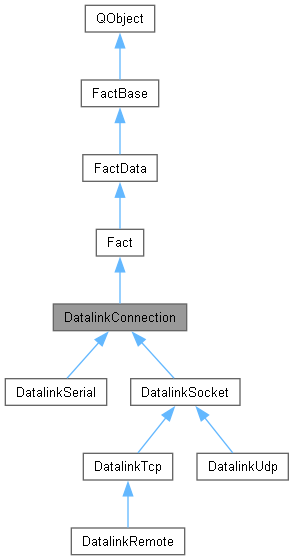 QObject
FactBase
FactData
Fact
DatalinkConnection
DatalinkSerial
DatalinkSocket
DatalinkTcp
DatalinkUdp
DatalinkRemote